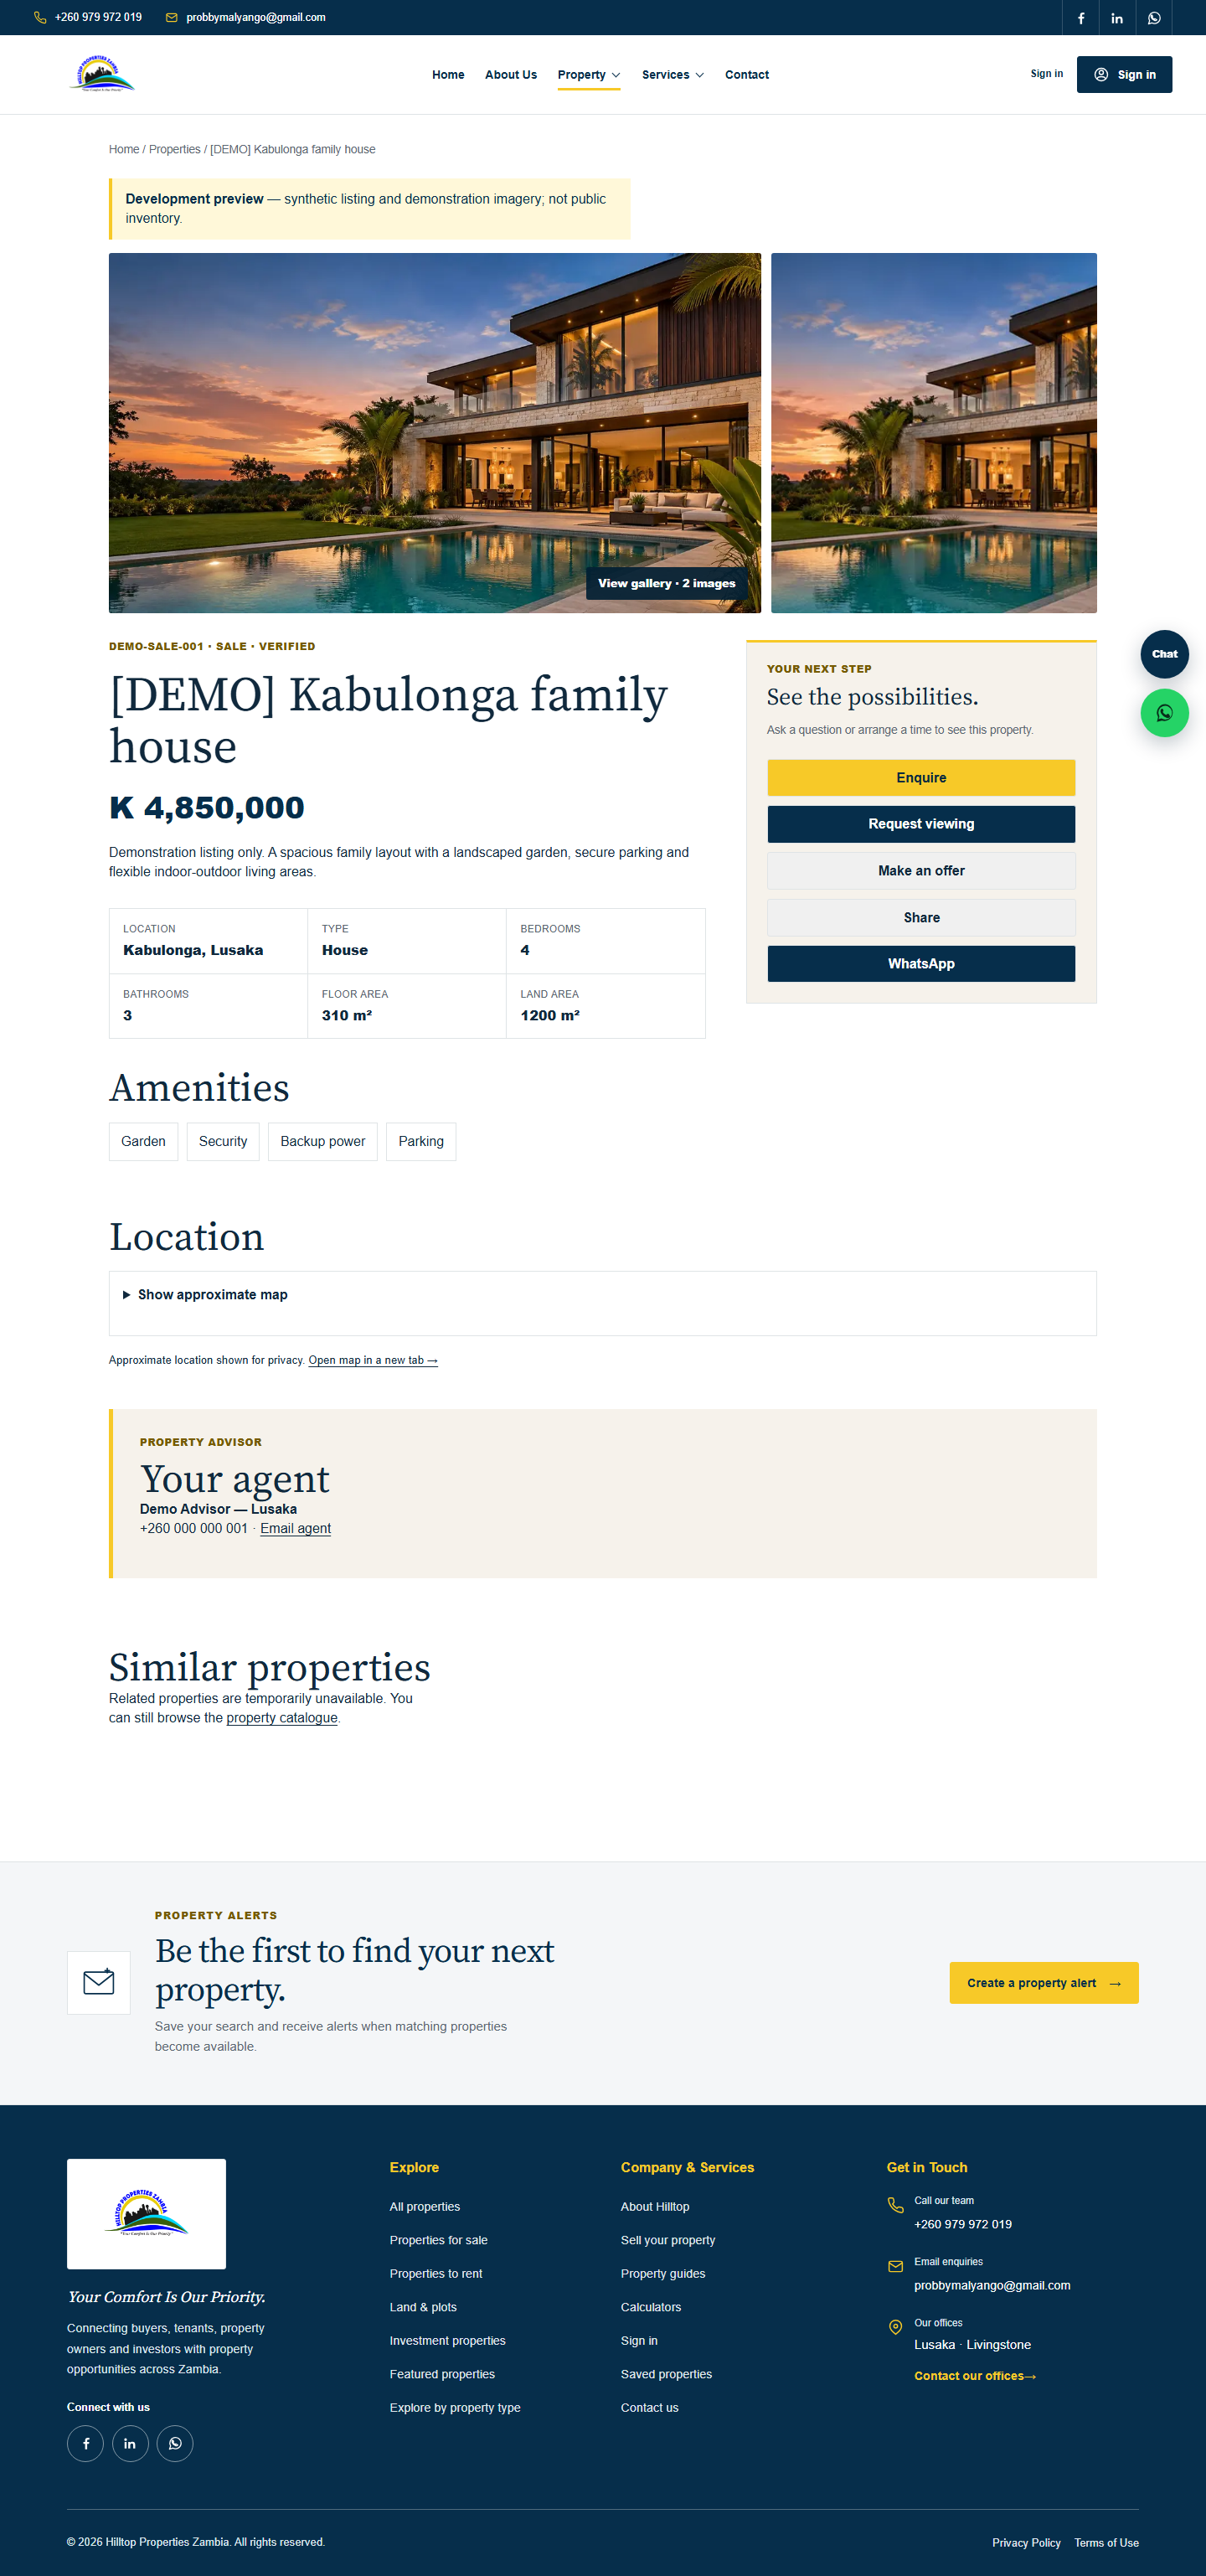 +260 979 972 019
probbymalyango@gmail.com
HILLTOP PROPERTIES ZAMBIA
Home
About Us
Property
Services
Contact
Sign in
Sign in
Home / Properties / [DEMO] Kabulonga family house
Development preview — synthetic listing and demonstration imagery; not public
inventory.
View gallery · 2 images
DEMO-SALE-001 · SALE · VERIFIED
[DEMO] Kabulonga family
house
K 4,850,000
Demonstration listing only. A spacious family layout with a landscaped garden, secure parking and
flexible indoor-outdoor living areas.
LOCATION
Kabulonga, Lusaka
TYPE
House
BEDROOMS
4
BATHROOMS
3
FLOOR AREA
310 m²
LAND AREA
1200 m²
YOUR NEXT STEP
See the possibilities.
Ask a question or arrange a time to see this property.
Enquire
Request viewing
Make an offer
Share
WhatsApp
Chat
Amenities
Garden
Security
Backup power
Parking
Location
Show approximate map
Approximate location shown for privacy. Open map in a new tab →
PROPERTY ADVISOR
Your agent
Demo Advisor — Lusaka
+260 000 000 001 · Email agent
Similar properties
Related properties are temporarily unavailable. You
can still browse the property catalogue.
PROPERTY ALERTS
Be the first to find your next
property.
Save your search and receive alerts when matching properties
become available.
Create a property alert →
HILLTOP PROPERTIES ZAMBIA
"Your Comfort Is Our Priority"
Your Comfort Is Our Priority.
Connecting buyers, tenants, property
owners and investors with property
opportunities across Zambia.
Connect with us
Explore
All properties
Properties for sale
Properties to rent
Land & plots
Investment properties
Featured properties
Explore by property type
Company & Services
About Hilltop
Sell your property
Property guides
Calculators
Sign in
Saved properties
Contact us
Get in Touch
Call our team
+260 979 972 019
Email enquiries
probbymalyango@gmail.com
Our offices
Lusaka · Livingstone
Contact our offices→
© 2026 Hilltop Properties Zambia. All rights reserved.
Privacy Policy
Terms of Use